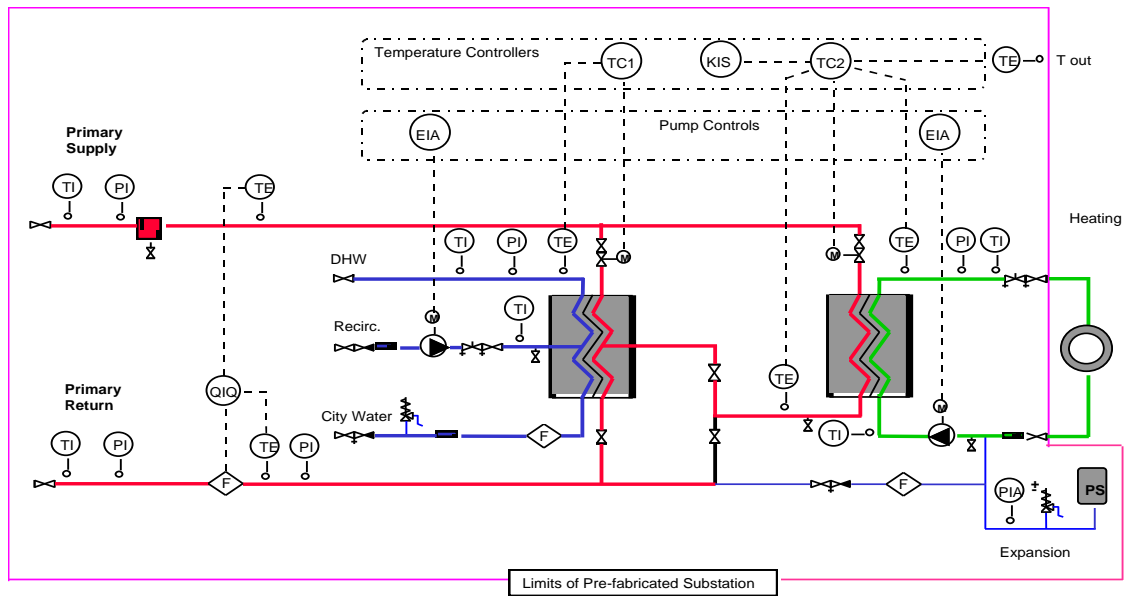 Temperature Controllers
TC1
KIS
TC2
TE
T out
EIA
Pump Controls
EIA
Primary
Supply
TI
PI
TE
Heating
TI
PI
TE
M
M
TE
PI
TI
DHW
M
TI
Recirc.
Primary
Return
QIQ
TE
M
City Water
F
TI
TI
PI
TE
PI
F
F
PIA
±
PS
Expansion
Limits of Pre-fabricated Substation